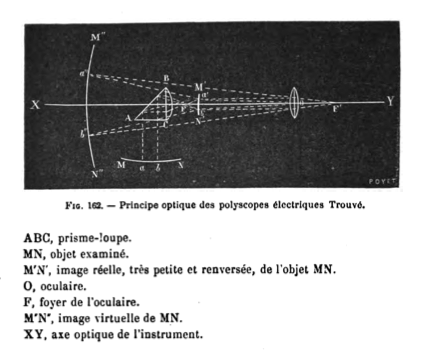 M"
a"
B
M'
a'
X
E
F'
Y
A
C
N
b"
M
a
b
N
N"
POYET
FIG. 162. — Principe optique des polyscopes électriques Trouvé.
ABC, prisme-loupe.
MN, objet examiné.
M'N', image réelle, très petite et renversée, de l'objet MN.
O, oculaire.
F, foyer de l'oculaire.
M"N", image virtuelle de MN.
XY, axe optique de l'instrument.